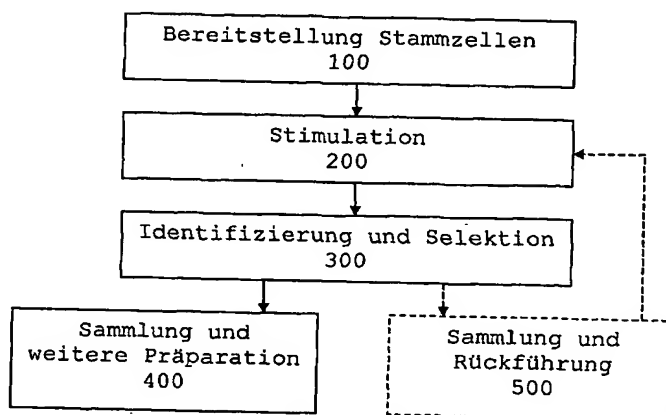 Bereitstellung Stammzellen
100
Stimulation
200
Identifizierung und Selektion
300
Sammlung und
weitere Präparation
400
Sammlung und
Rückführung
500